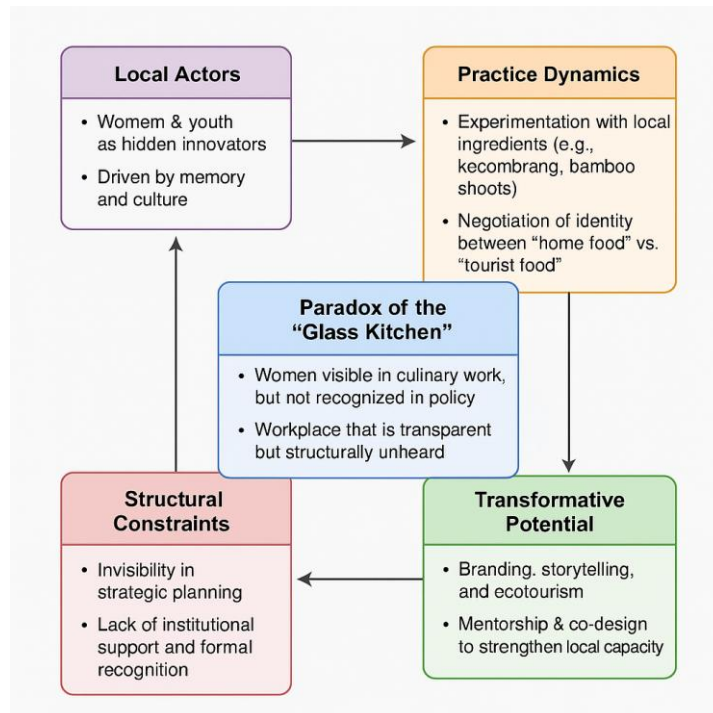 Local Actors
• Womem & youth
as hidden innovators
• Driven by memory
and culture
Practice Dynamics
• Experimentation with local
ingredients (e.g.,
kecombrang, bamboo
shoots)
• Negotiation of identity
between “home food” vs.
“tourist food”
Paradox of the
“Glass Kitchen”
• Women visible in culinary work,
but not recognized in policy
• Workplace that is transparent
but structurally unheard
Structural
Constraints
• Invisibility in
strategic planning
• Lack of institutional
support and formal
recognition
Transformative
Potential
• Branding. storytelling,
and ecotourism
• Mentorship & co-design
to strengthen local capacity